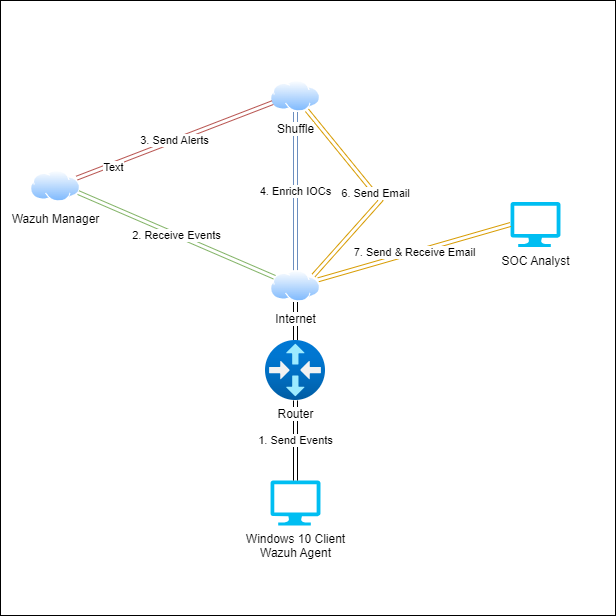 Shuffle
3. Send Alerts
Text
4. Enrich IOCs
6. Send Email
Wazuh Manager
2. Receive Events
7. Send & Receive Email
SOC Analyst
Internet
Router
1. Send Events
Windows 10 Client
Wazuh Agent